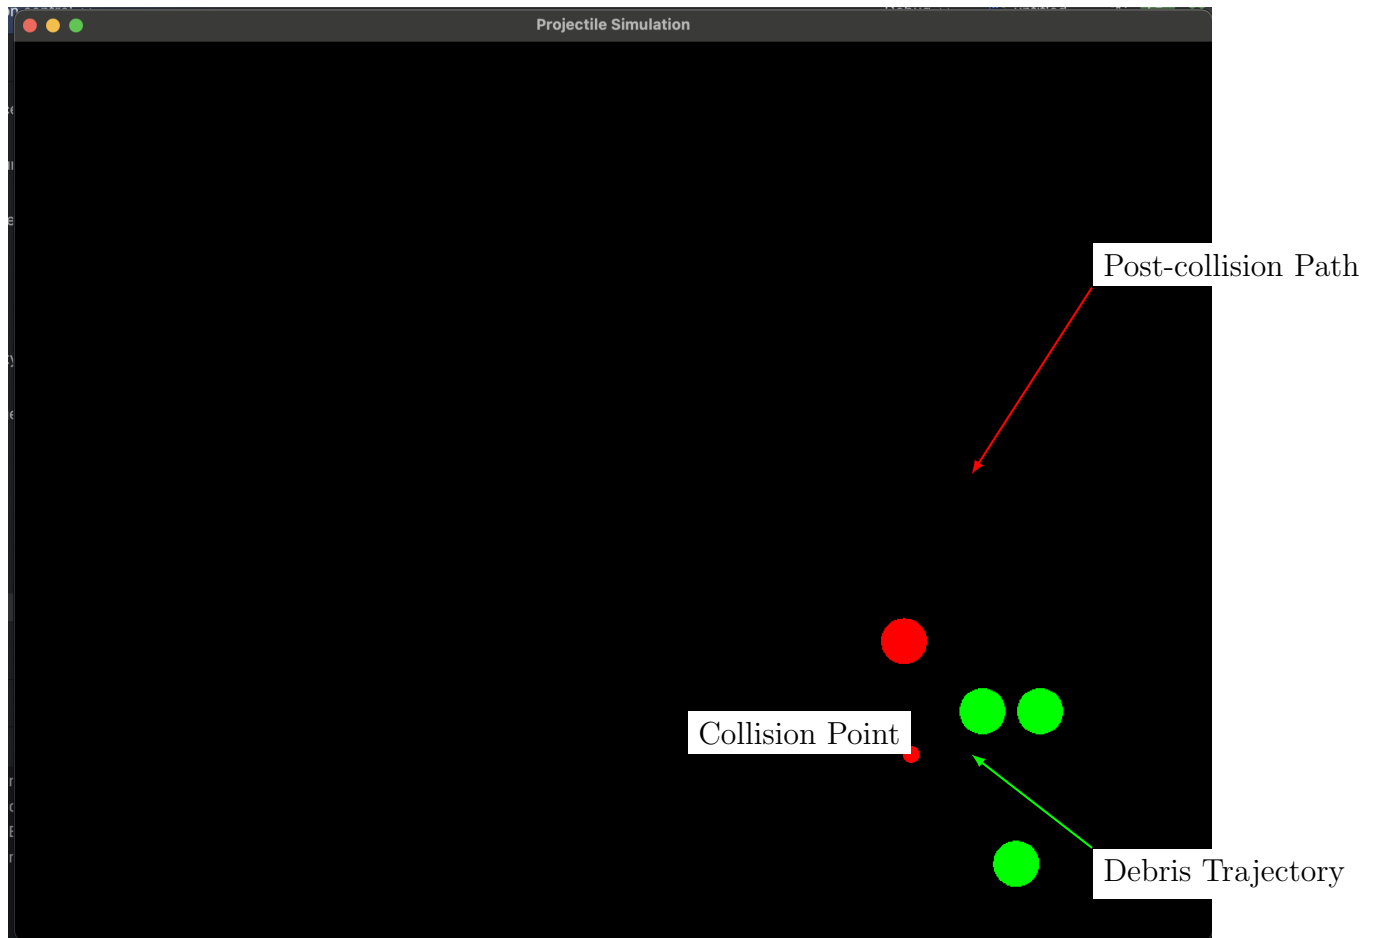 Projectile Simulation
Post-collision Path
Collision Point
Debris Trajectory